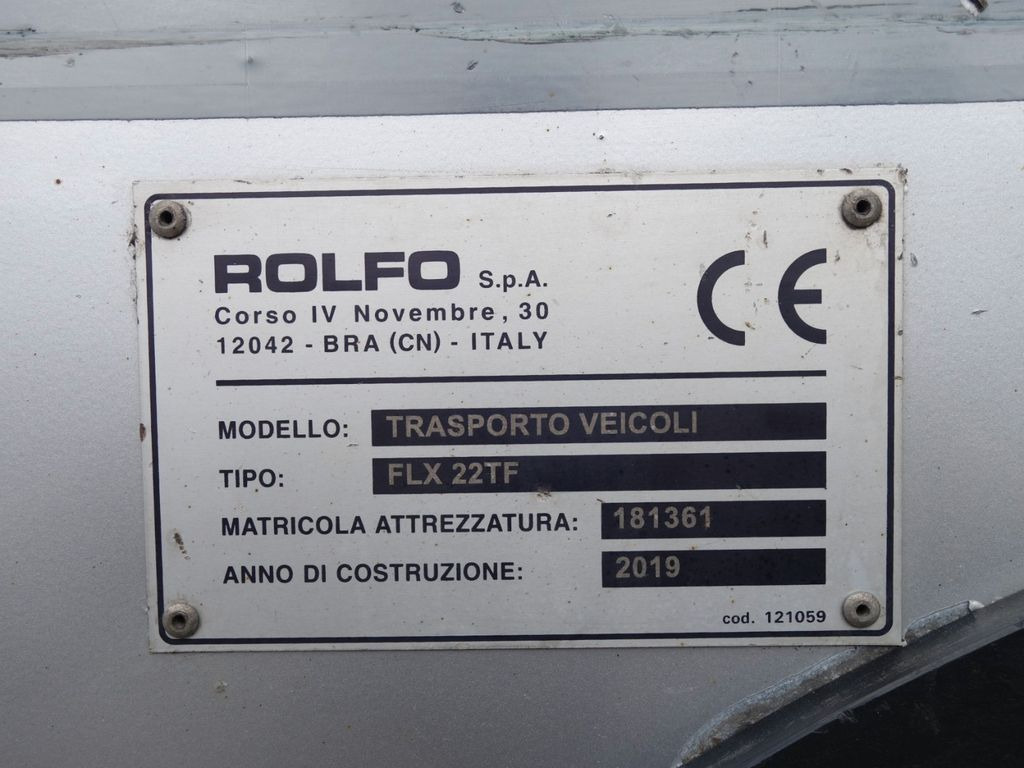 ROLFO S.p.A.
Corso IV Novembre, 30
12042 - BRA (CN) - ITALY
CE
MODELLO: TRASPORTO VEICOLI
TIPO: FLX 22TF
MATRICOLA ATTREZZATURA: 181361
ANNO DI COSTRUZIONE: 2019
cod. 121059